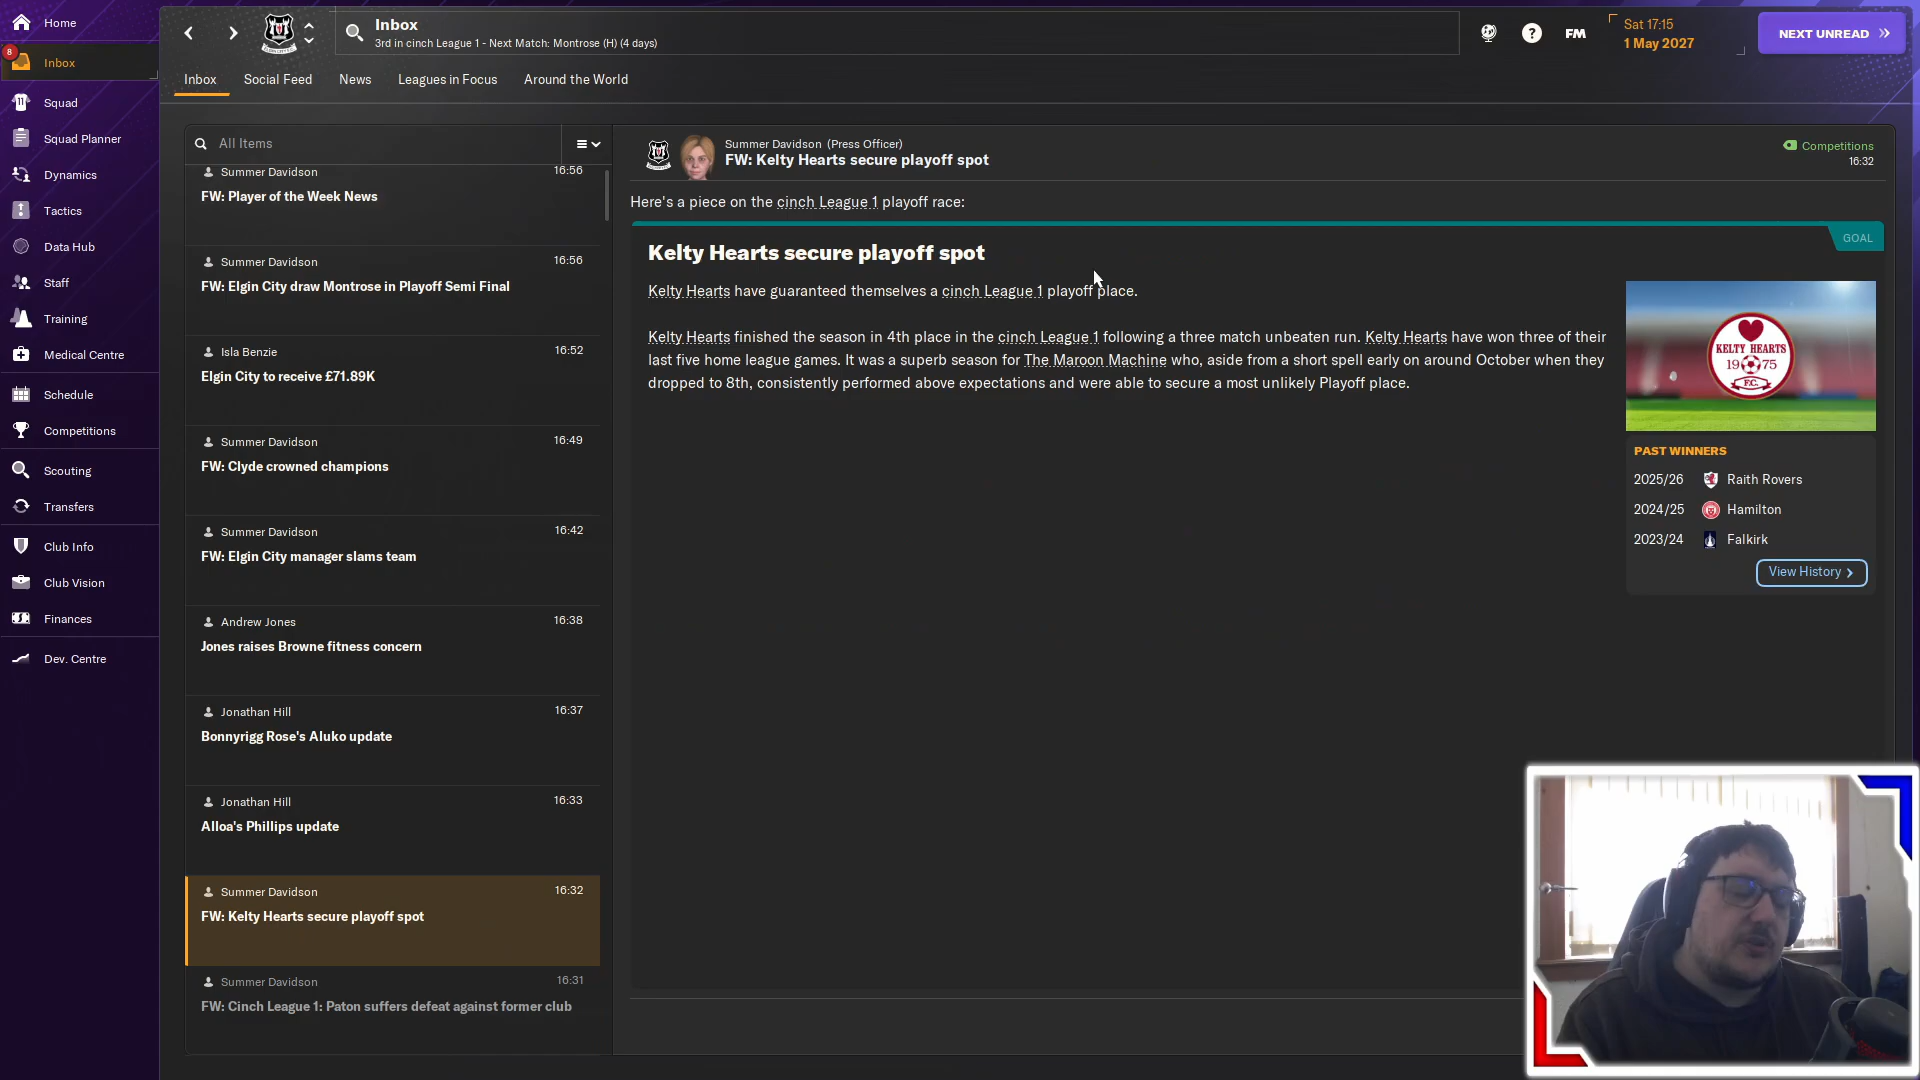 Home
8
Inbox
Squad
Squad Planner
Dynamics
Tactics
Data Hub
Staff
Training
Medical Centre
Schedule
Competitions
Scouting
Transfers
Club Info
Club Vision
Finances
Dev. Centre
Inbox
3rd in cinch League 1 - Next Match: Montrose (H) (4 days)
?
FM
Sat 17:15
1 May 2027
NEXT UNREAD
Inbox
Social Feed
News
Leagues in Focus
Around the World
All Items
Summer Davidson
16:56
FW: Player of the Week News
Summer Davidson
16:56
FW: Elgin City draw Montrose in Playoff Semi Final
Isla Benzie
16:52
Elgin City to receive £71.89K
Summer Davidson
16:49
FW: Clyde crowned champions
Summer Davidson
16:42
FW: Elgin City manager slams team
Andrew Jones
16:38
Jones raises Browne fitness concern
Jonathan Hill
16:37
Bonnyrigg Rose's Aluko update
Jonathan Hill
16:33
Alloa's Phillips update
Summer Davidson
16:32
FW: Kelty Hearts secure playoff spot
Summer Davidson
16:31
FW: Cinch League 1: Paton suffers defeat against former club
Summer Davidson (Press Officer)
FW: Kelty Hearts secure playoff spot
Competitions
16:32
Here's a piece on the cinch League 1 playoff race:
GOAL
Kelty Hearts secure playoff spot
Kelty Hearts have guaranteed themselves a cinch League 1 playoff place.
Kelty Hearts finished the season in 4th place in the cinch League 1 following a three match unbeaten run. Kelty Hearts have won three of their
last five home league games. It was a superb season for The Maroon Machine who, aside from a short spell early on around October when they
dropped to 8th, consistently performed above expectations and were able to secure a most unlikely Playoff place.
KELTY HEARTS
1975
F.C.
PAST WINNERS
2025/26 Raith Rovers
2024/25 Hamilton
2023/24 Falkirk
View History